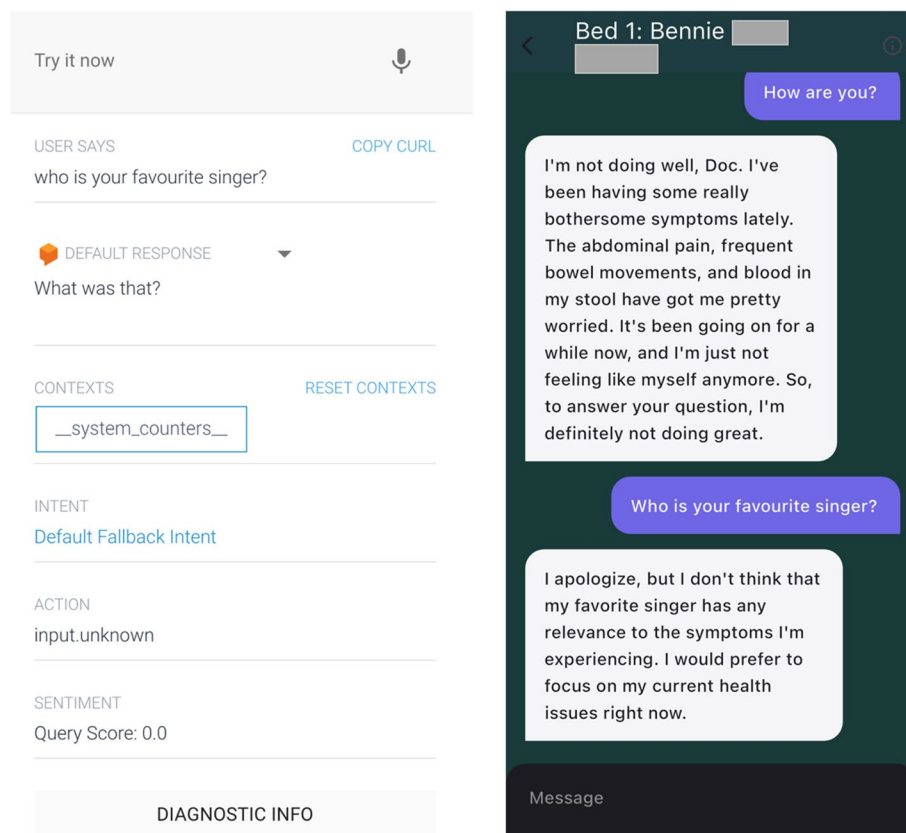 Try it now
USER SAYS
COPY CURL
who is your favourite singer?
DEFAULT RESPONSE
What was that?
CONTEXTS
RESET CONTEXTS
__system_counters__
INTENT
Default Fallback Intent
ACTION
input.unknown
SENTIMENT
Query Score: 0.0
DIAGNOSTIC INFO
Bed 1: Bennie
How are you?
I'm not doing well, Doc. I've
been having some really
bothersome symptoms lately.
The abdominal pain, frequent
bowel movements, and blood in
my stool have got me pretty
worried. It's been going on for a
while now, and I'm just not
feeling like myself anymore. So,
to answer your question, I'm
definitely not doing great.
Who is your favourite singer?
I apologize, but I don't think that
my favorite singer has any
relevance to the symptoms I'm
experiencing. I would prefer to
focus on my current health
issues right now.
Message